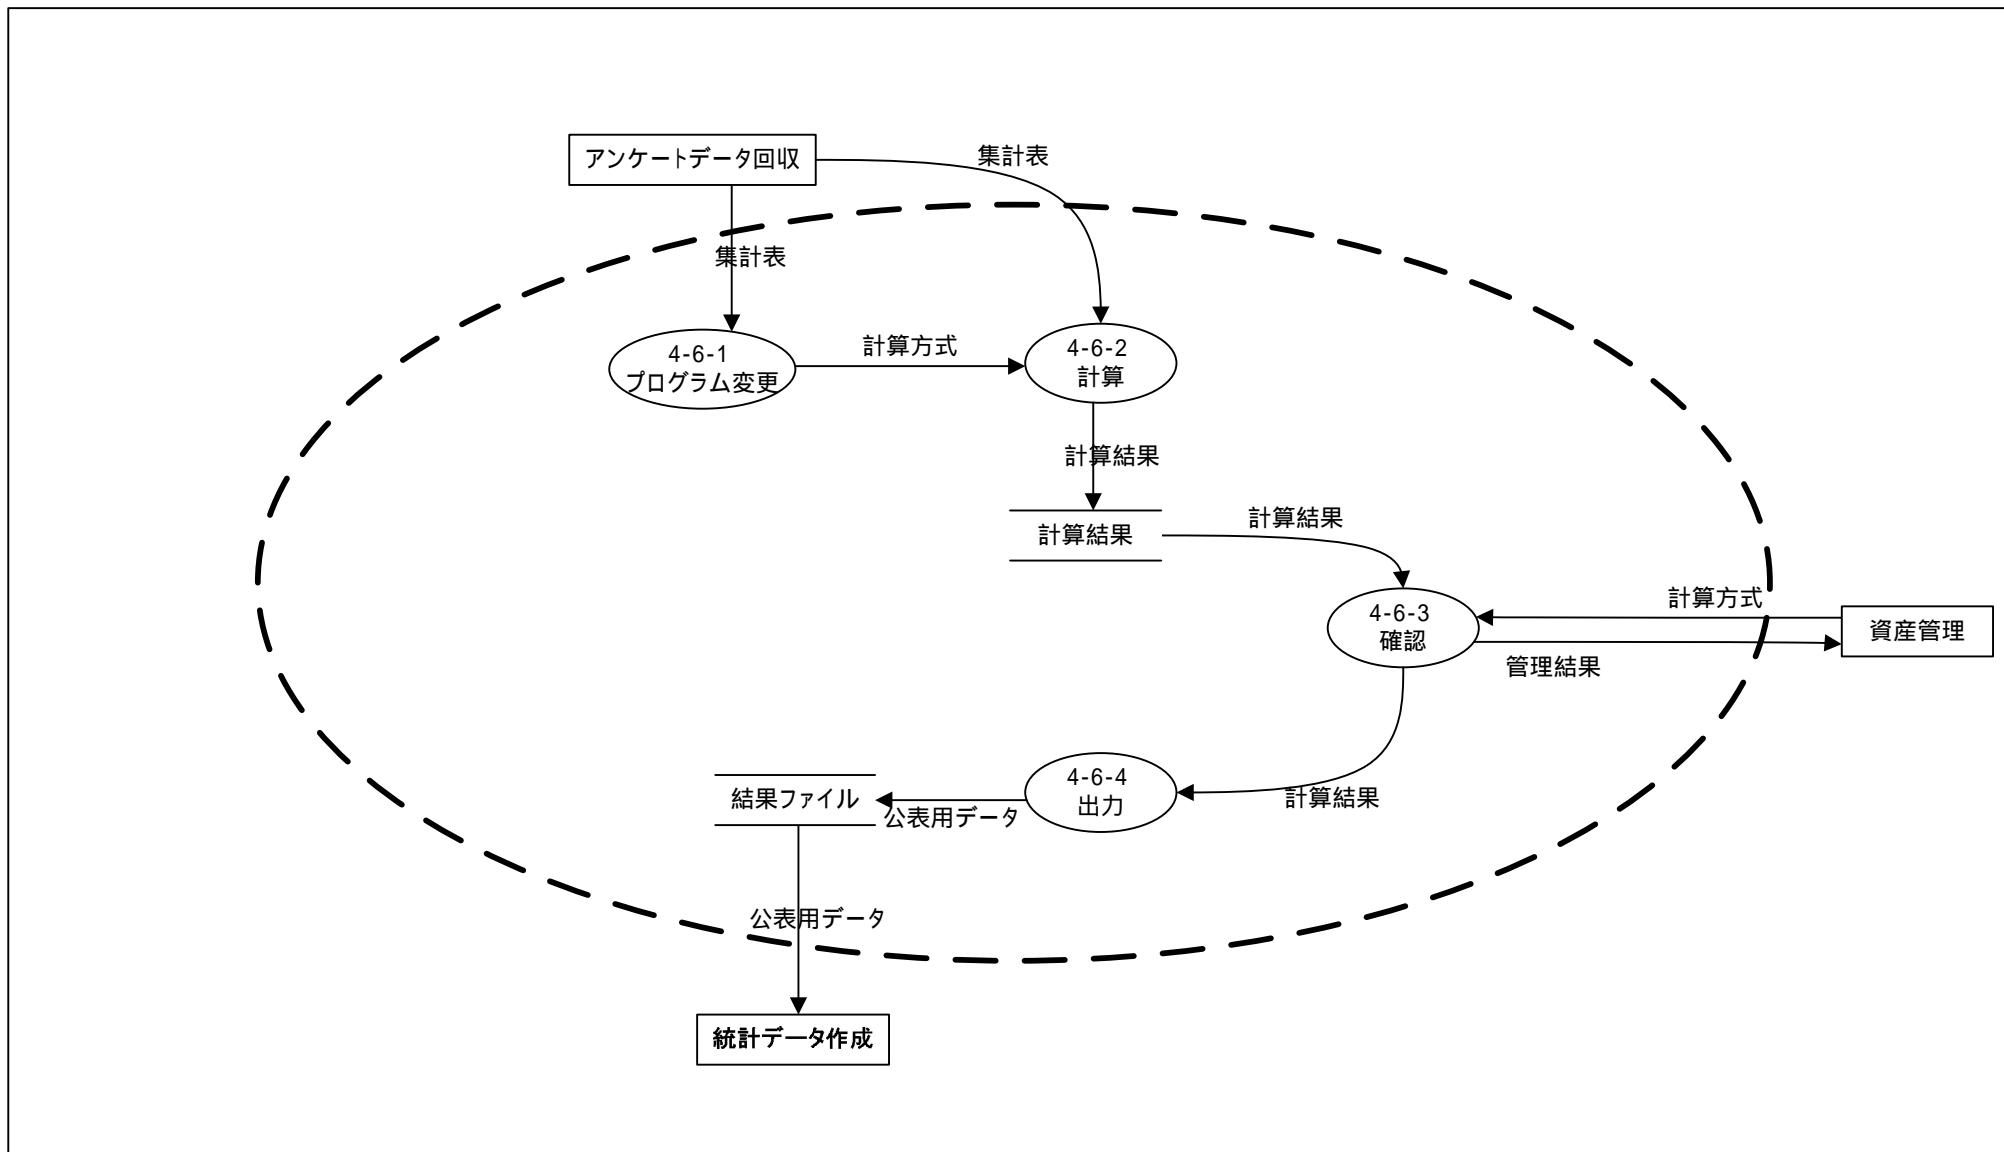 アンケートデータ回収
集計表
集計表
4-6-1
プログラム変更
計算方式
4-6-2
計算
計算結果
計算結果
計算結果
4-6-3
確認
計算方式
管理結果
資産管理
計算結果
4-6-4
出力
公表用データ
結果ファイル
公表用データ
統計データ作成